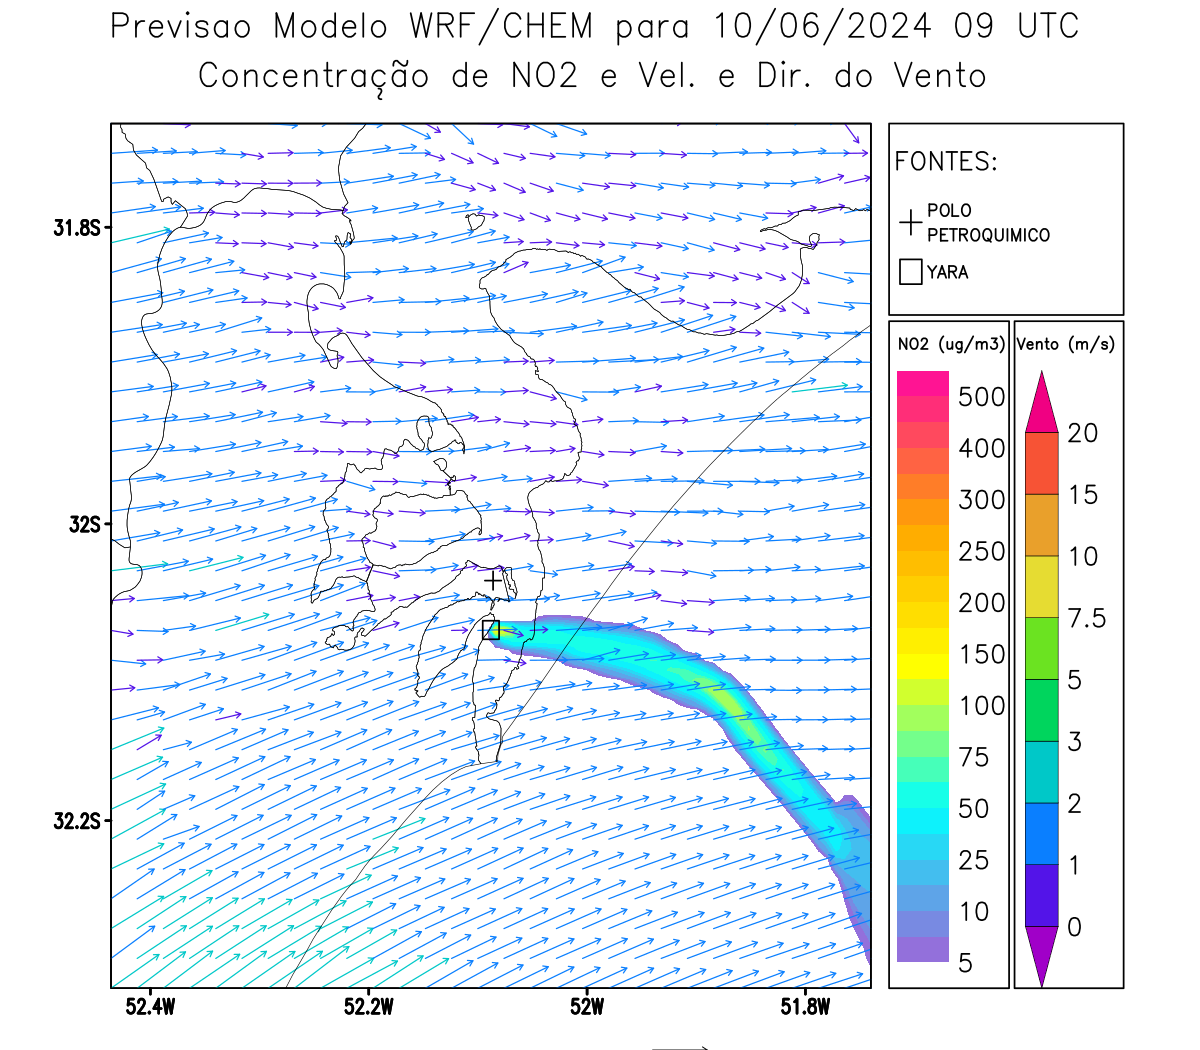 Previsao Modelo WRF/CHEM para 10/06/2024 09 UTC
Concentração de NO2 e Vel. e Dir. do Vento
FONTES:
POLO
PETROQUIMICO
YARA
NO2 (ug/m3)
500
400
300
250
200
150
100
75
50
25
10
5
Vento (m/s)
20
15
10
7.5
5
3
2
1
0
31.8S
32S
32.2S
52.4W
52.2W
52W
51.8W